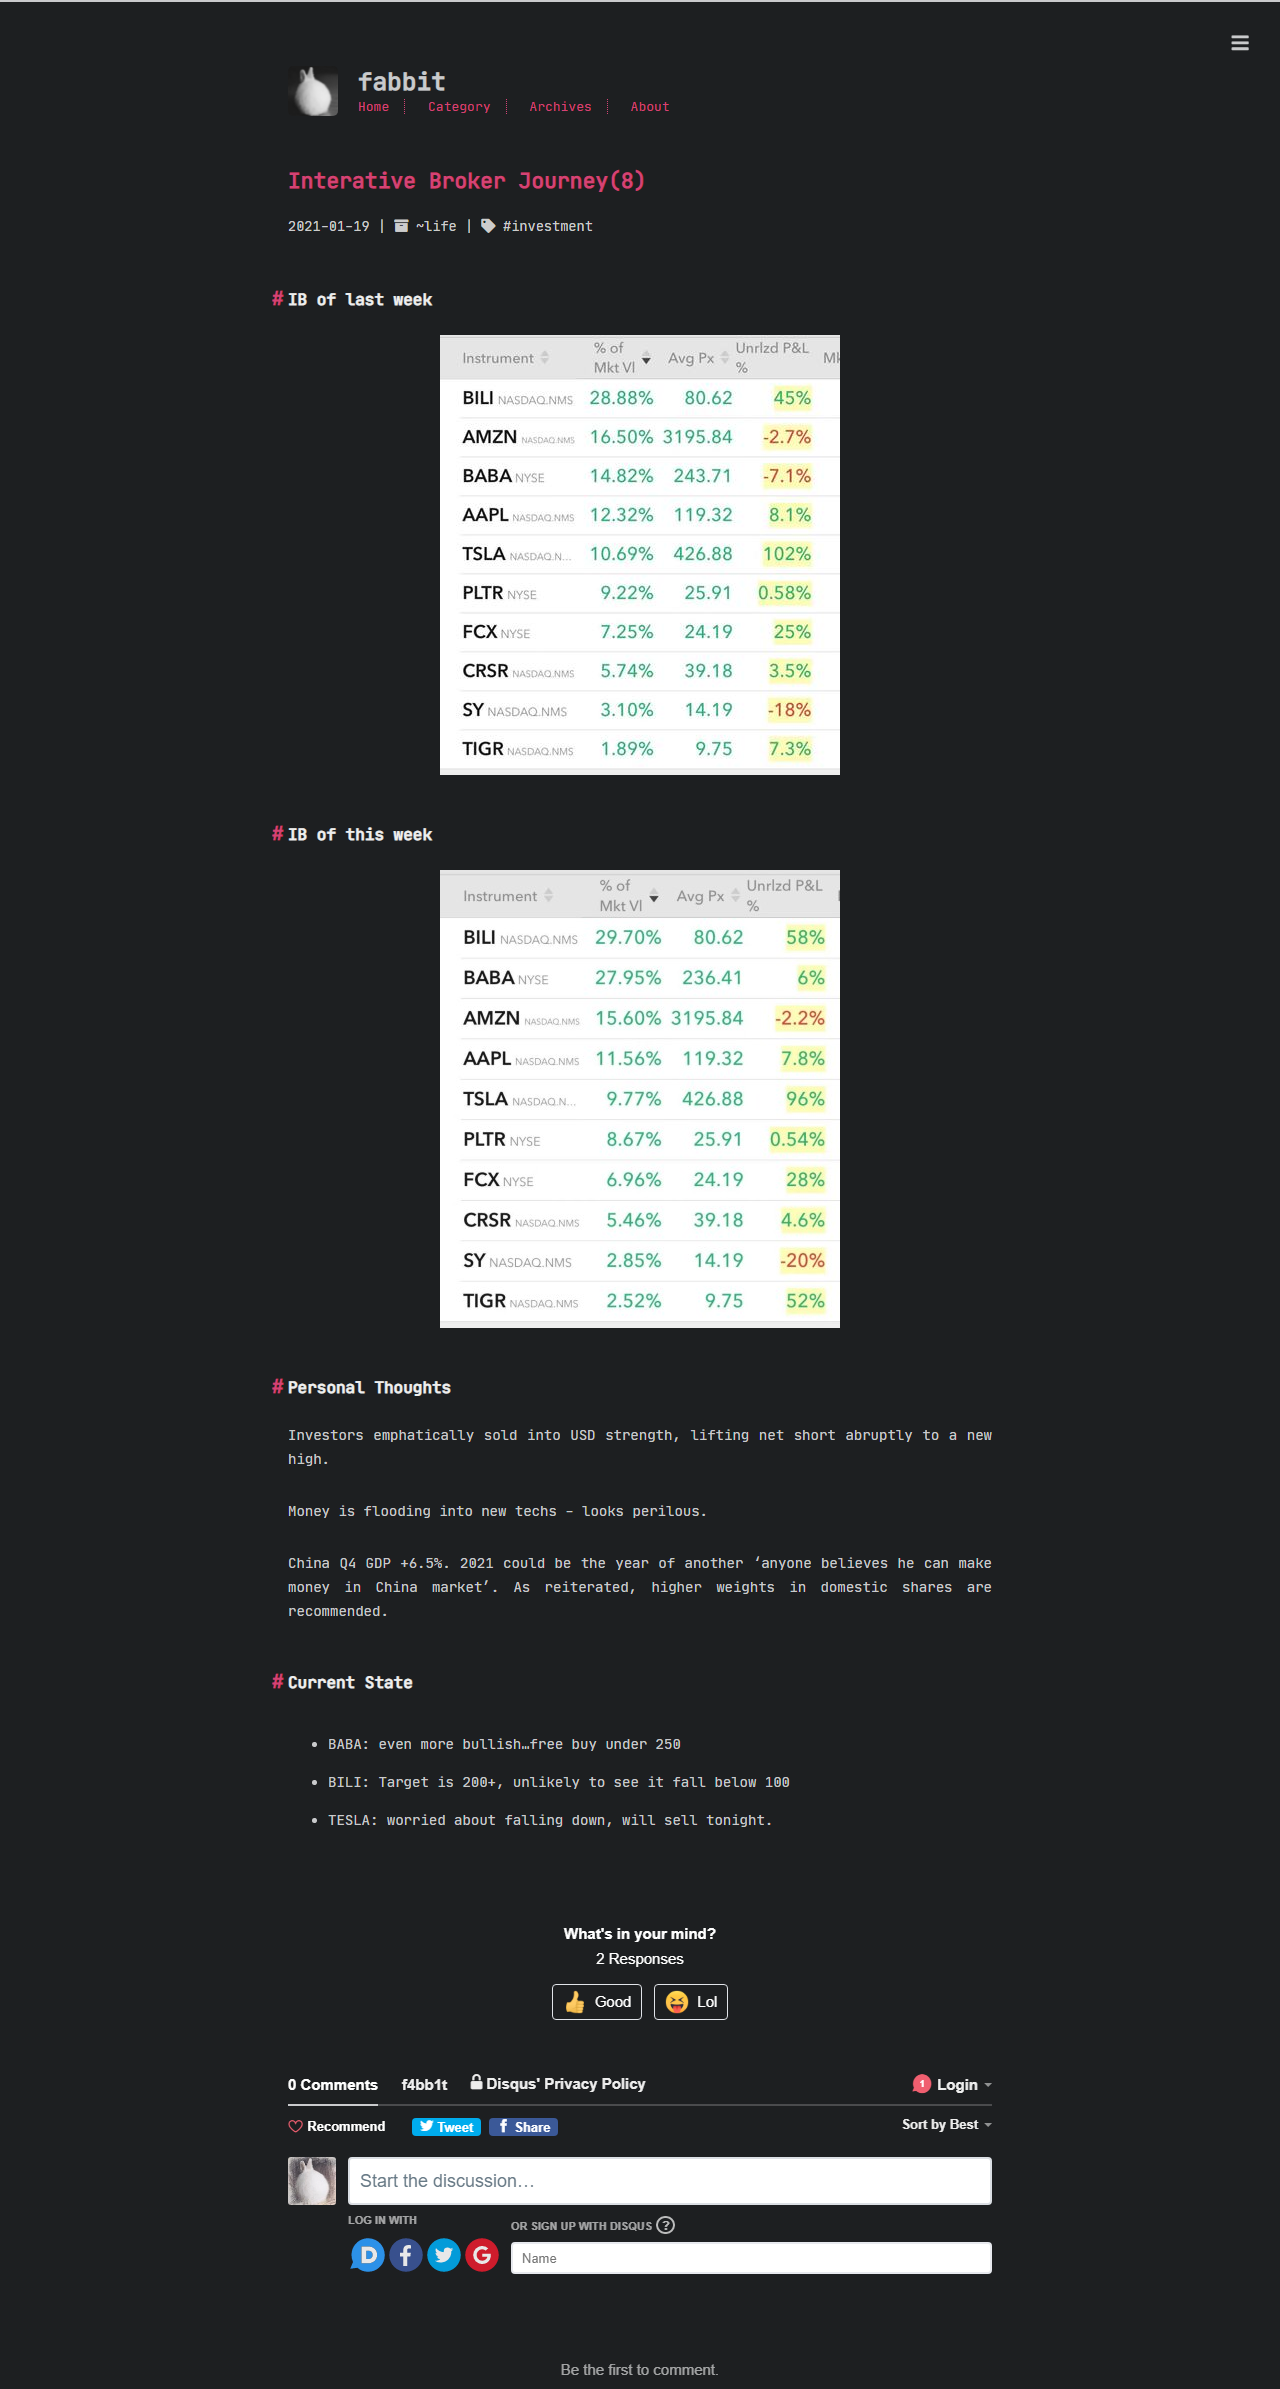 fabbit
Home Category Archives About
Interative Broker Journey(8)
2021-01-19 | ~life | #investment
# IB of last week
Instrument % of Mkt Vl Avg Px Unrlzd P&L % Mk
BILI NASDAQ.NMS 28.88% 80.62 45%
AMZN NASDAQ.NMS 16.50% 3195.84 -2.7%
BABA NYSE 14.82% 243.71 -7.1%
AAPL NASDAQ.NMS 12.32% 119.32 8.1%
TSLA NASDAQ.N... 10.69% 426.88 102%
PLTR NYSE 9.22% 25.91 0.58%
FCX NYSE 7.25% 24.19 25%
CRSR NASDAQ.NMS 5.74% 39.18 3.5%
SY NASDAQ.NMS 3.10% 14.19 -18%
TIGR NASDAQ.NMS 1.89% 9.75 7.3%
# IB of this week
Instrument % of Mkt Vl Avg Px Unrlzd P&L %
BILI NASDAQ.NMS 29.70% 80.62 58%
BABA NYSE 27.95% 236.41 6%
AMZN NASDAQ.NMS 15.60% 3195.84 -2.2%
AAPL NASDAQ.NMS 11.56% 119.32 7.8%
TSLA NASDAQ.N... 9.77% 426.88 96%
PLTR NYSE 8.67% 25.91 0.54%
FCX NYSE 6.96% 24.19 28%
CRSR NASDAQ.NMS 5.46% 39.18 4.6%
SY NASDAQ.NMS 2.85% 14.19 -20%
TIGR NASDAQ.NMS 2.52% 9.75 52%
# Personal Thoughts
Investors emphatically sold into USD strength, lifting net short abruptly to a new
high.
Money is flooding into new techs – looks perilous.
China Q4 GDP +6.5%. 2021 could be the year of another ‘anyone believes he can make
money in China market’. As reiterated, higher weights in domestic shares are
recommended.
# Current State
• BABA: even more bullish…free buy under 250
• BILI: Target is 200+, unlikely to see it fall below 100
• TESLA: worried about falling down, will sell tonight.
What's in your mind?
2 Responses
Good Lol
0 Comments f4bb1t Disqus' Privacy Policy 1 Login
Recommend Tweet Share Sort by Best
Start the discussion…
LOG IN WITH
OR SIGN UP WITH DISQUS ?
D f G
Name
Be the first to comment.